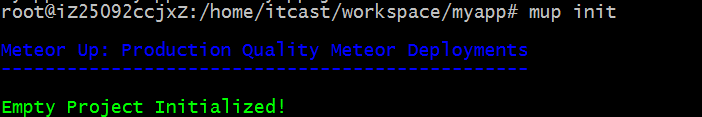 root@iZ25092ccjxZ:/home/itcast/workspace/myapp# mup init
Meteor Up: Production Quality Meteor Deployments
------------------------------------------------
Empty Project Initialized!